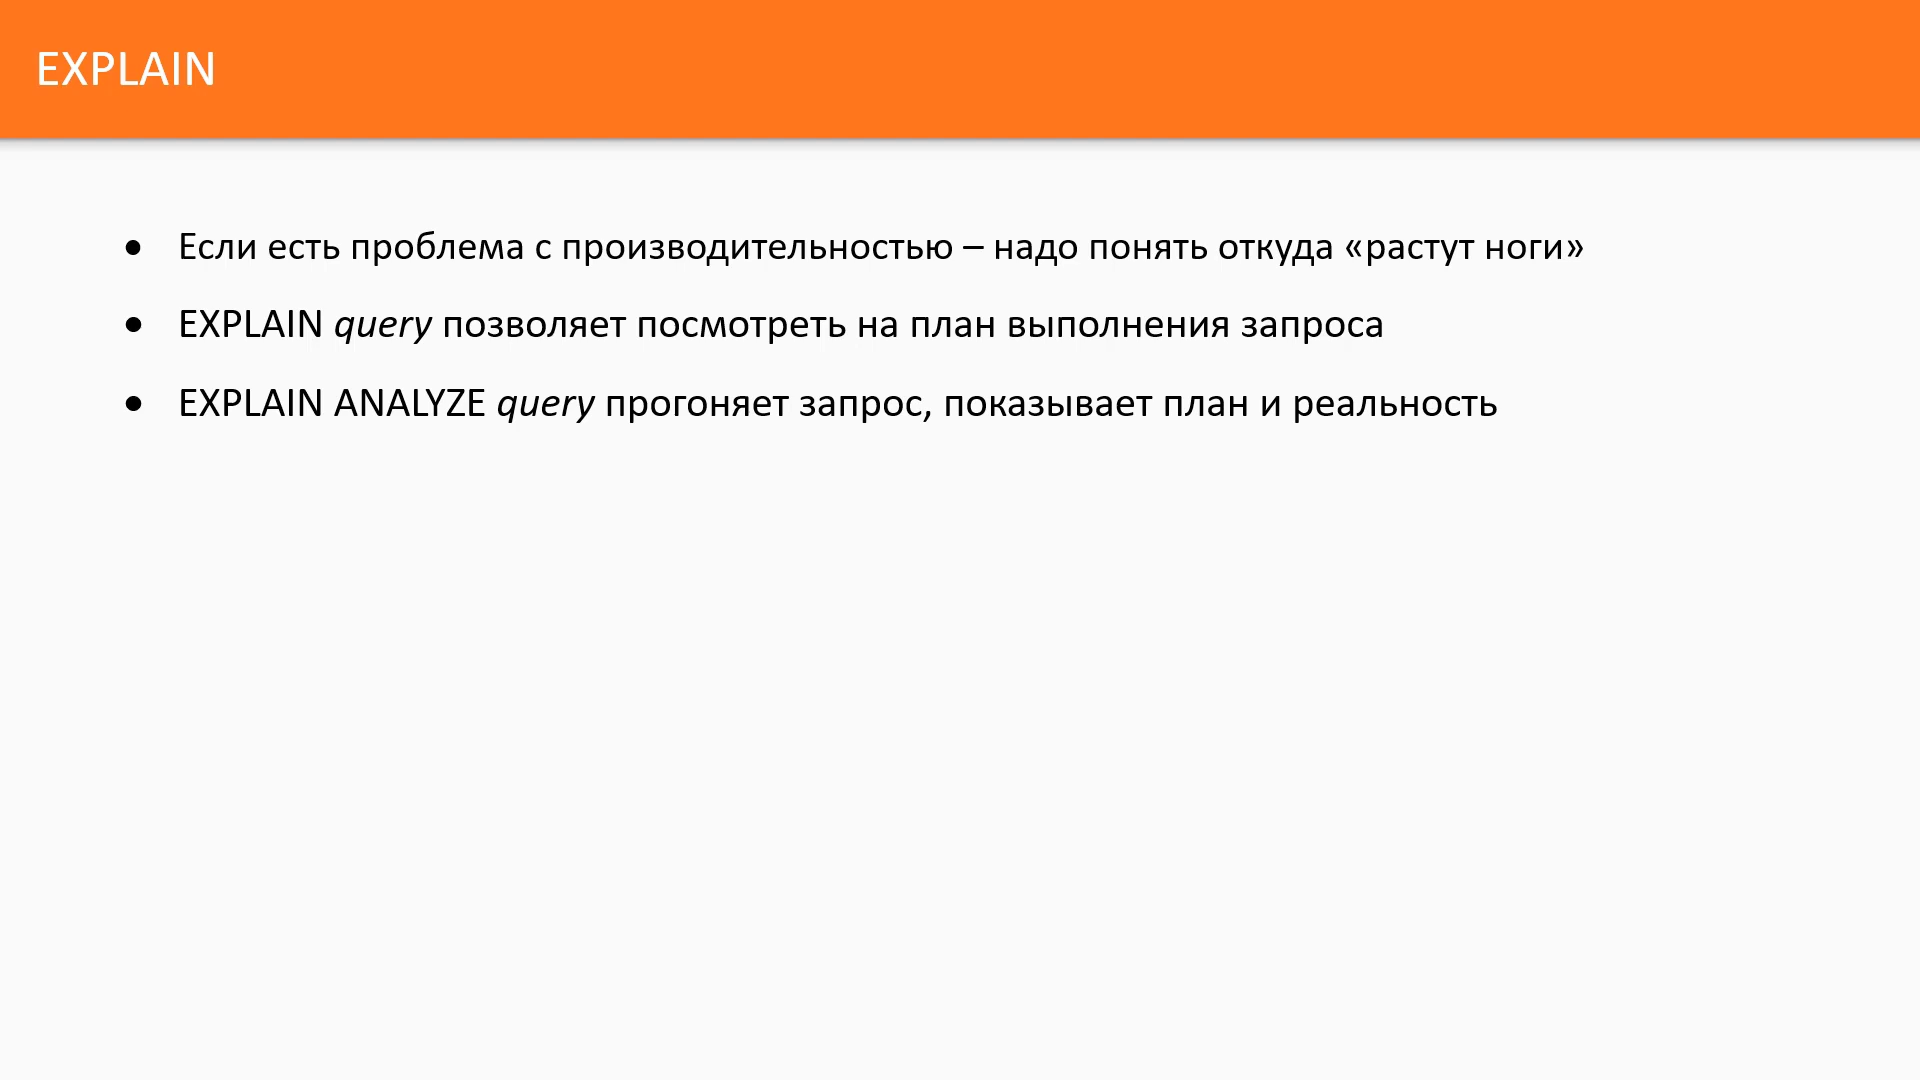 EXPLAIN
● Если есть проблема с производительностью – надо понять откуда «растут ноги»
● EXPLAIN query позволяет посмотреть на план выполнения запроса
● EXPLAIN ANALYZE query прогоняет запрос, показывает план и реальность